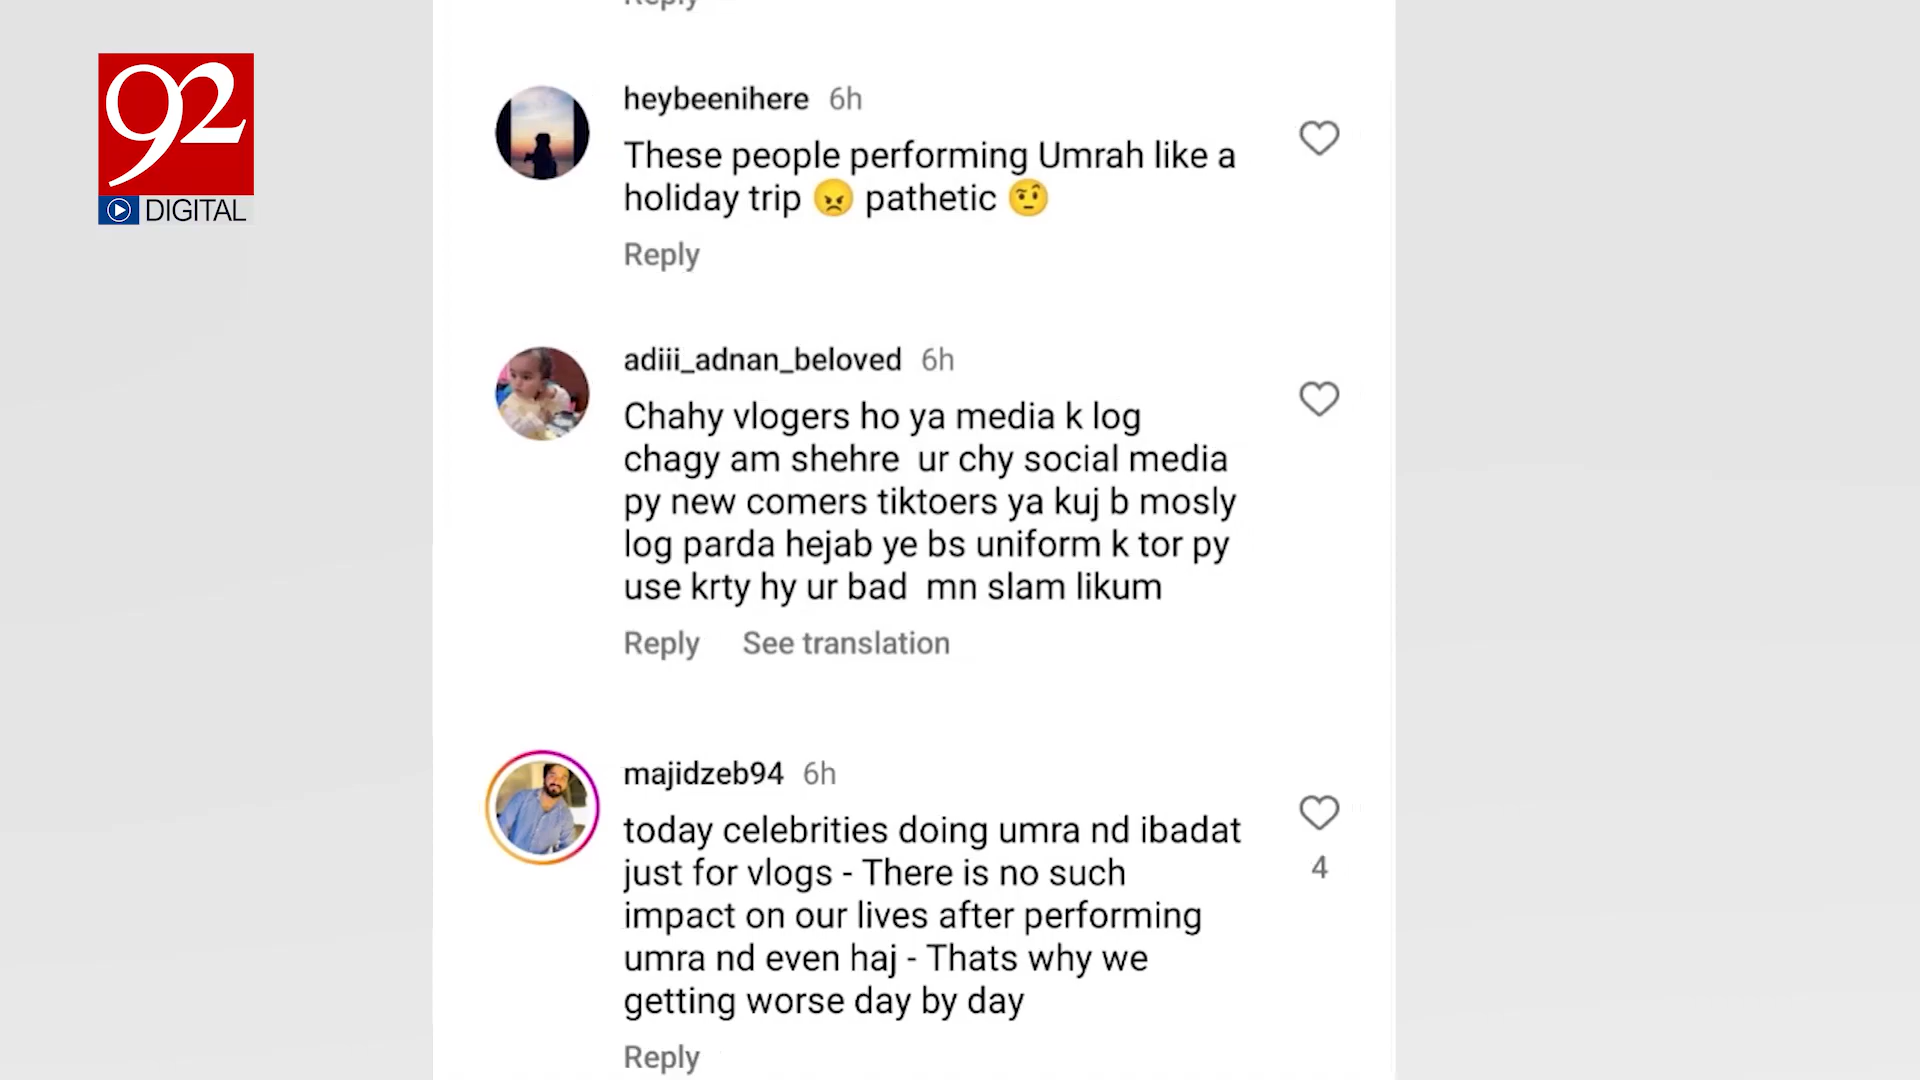 Reply
92
DIGITAL
heybeenihere 6h
These people performing Umrah like a
holiday trip 😠 pathetic 🤨
Reply
adiii_adnan_beloved 6h
Chahy vlogers ho ya media k log
chagy am shehre ur chy social media
py new comers tiktoers ya kuj b mosly
log parda hejab ye bs uniform k tor py
use krty hy ur bad mn slam likum
Reply See translation
majidzeb94 6h
today celebrities doing umra nd ibadat
just for vlogs - There is no such
4
impact on our lives after performing
umra nd even haj - Thats why we
getting worse day by day
Reply